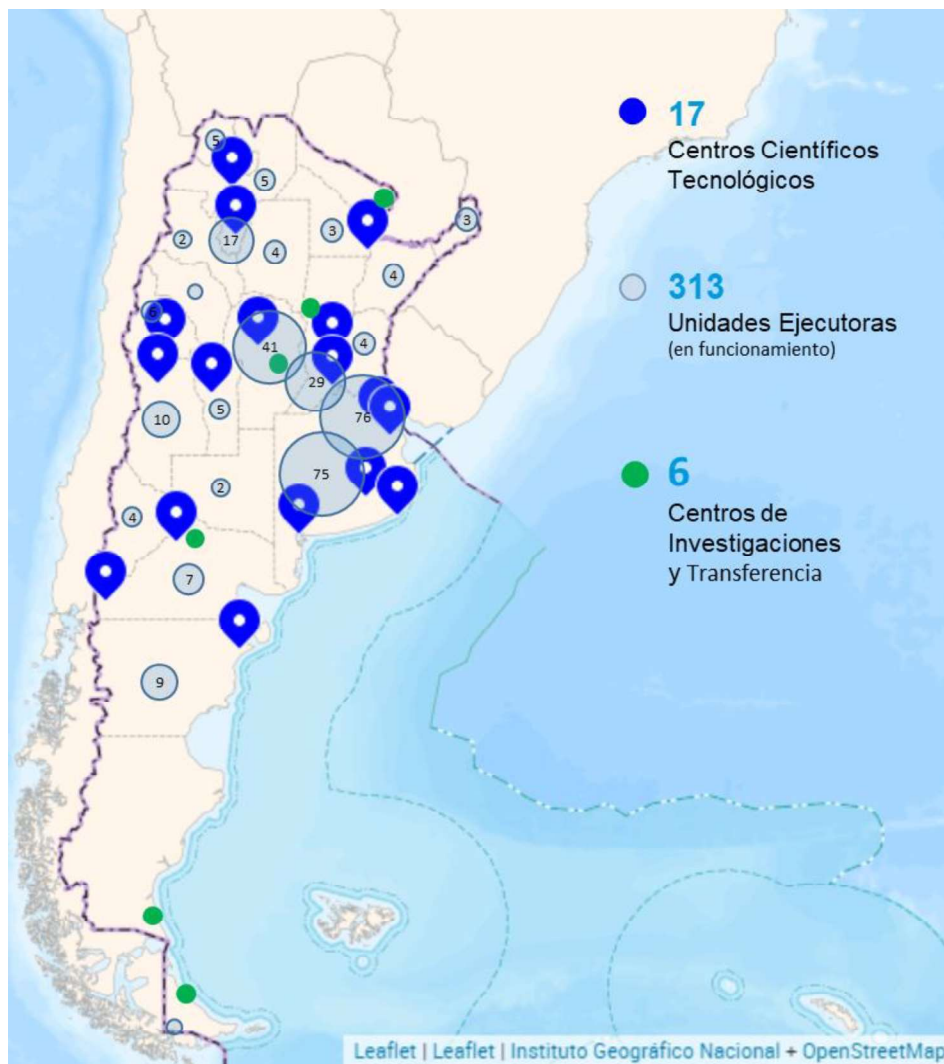 17
Centros Científicos
Tecnológicos
313
Unidades Ejecutoras
(en funcionamiento)
6
Centros de
Investigaciones
y Transferencia
5
5
3
3
2
17
4
4
6
41
4
29
10
5
76
75
2
4
7
9
Leaflet | Leaflet | Instituto Geográfico Nacional + OpenStreetMap